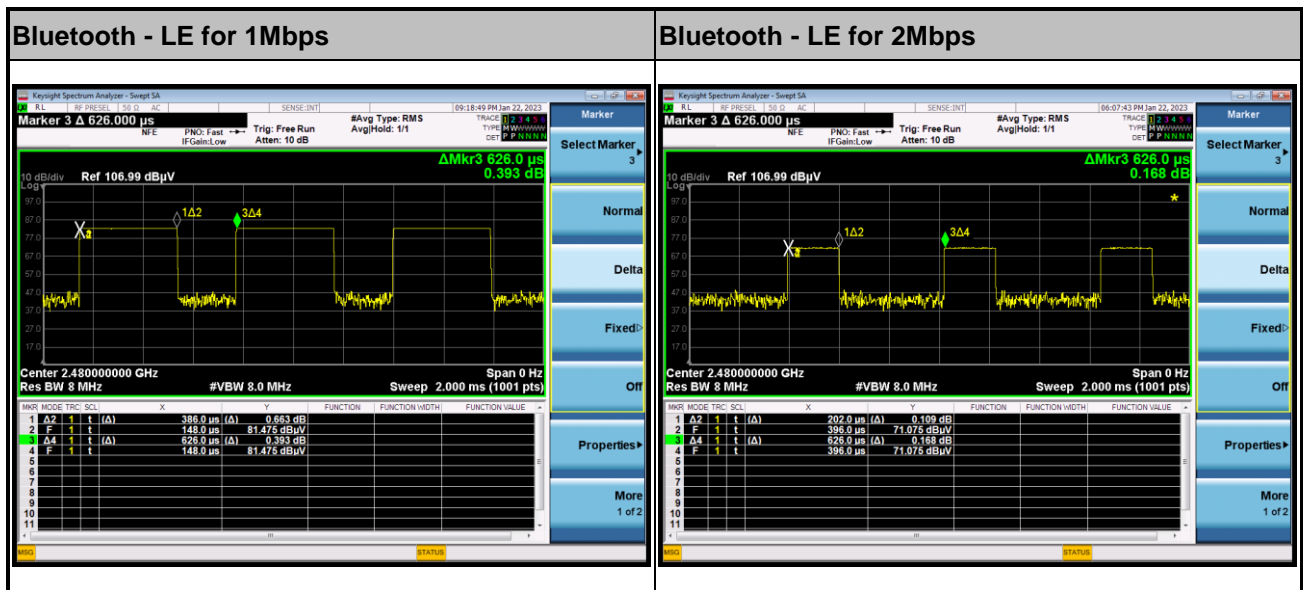 Bluetooth - LE for 1Mbps
Keysight Spectrum Analyzer - Swept SA
RL RF PRESEL 50 Ω AC SENSE:INT 09:18:49 PM Jan 22, 2023
Marker 3 Δ 626.000 µs
#Avg Type: RMS
TRACE 1 2 3 4 5 6
NFE PNO: Fast Trig: Free Run Avg|Hold: 1/1
TYPE M W W W W W
IFGain:Low Atten: 10 dB
DET P P N N N N
ΔMkr3 626.0 µs
0.393 dB
10 dB/div Ref 106.99 dBµV
Log
97.0
87.0
77.0
67.0
57.0
47.0
37.0
27.0
17.0
1Δ2
3Δ4
Center 2.480000000 GHz Span 0 Hz
Res BW 8 MHz #VBW 8.0 MHz Sweep 2.000 ms (1001 pts)
MKR MODE TRC SCL X Y FUNCTION FUNCTION WIDTH FUNCTION VALUE
1 Δ2 1 t (Δ) 386.0 µs (Δ) 0.663 dB
2 F 1 t 148.0 µs 81.475 dBµV
3 Δ4 1 t (Δ) 626.0 µs (Δ) 0.393 dB
4 F 1 t 148.0 µs 81.475 dBµV
5
6
7
8
9
10
11
MSG STATUS
Marker
Select Marker
3
Normal
Delta
Fixed
Off
Properties
More
1 of 2
Bluetooth - LE for 2Mbps
Keysight Spectrum Analyzer - Swept SA
RL RF PRESEL 50 Ω AC SENSE:INT 06:07:43 PM Jan 22, 2023
Marker 3 Δ 626.000 µs
#Avg Type: RMS
TRACE 1 2 3 4 5 6
NFE PNO: Fast Trig: Free Run Avg|Hold: 1/1
TYPE M W W W W W
IFGain:Low Atten: 10 dB
DET P P N N N N
ΔMkr3 626.0 µs
0.168 dB
10 dB/div Ref 106.99 dBµV
Log
97.0
87.0
77.0
67.0
57.0
47.0
37.0
27.0
17.0
1Δ2
3Δ4
*
Center 2.480000000 GHz Span 0 Hz
Res BW 8 MHz #VBW 8.0 MHz Sweep 2.000 ms (1001 pts)
MKR MODE TRC SCL X Y FUNCTION FUNCTION WIDTH FUNCTION VALUE
1 Δ2 1 t (Δ) 202.0 µs (Δ) 0.109 dB
2 F 1 t 396.0 µs 71.075 dBµV
3 Δ4 1 t (Δ) 626.0 µs (Δ) 0.168 dB
4 F 1 t 396.0 µs 71.075 dBµV
5
6
7
8
9
10
11
MSG STATUS
Marker
Select Marker
3
Normal
Delta
Fixed
Off
Properties
More
1 of 2